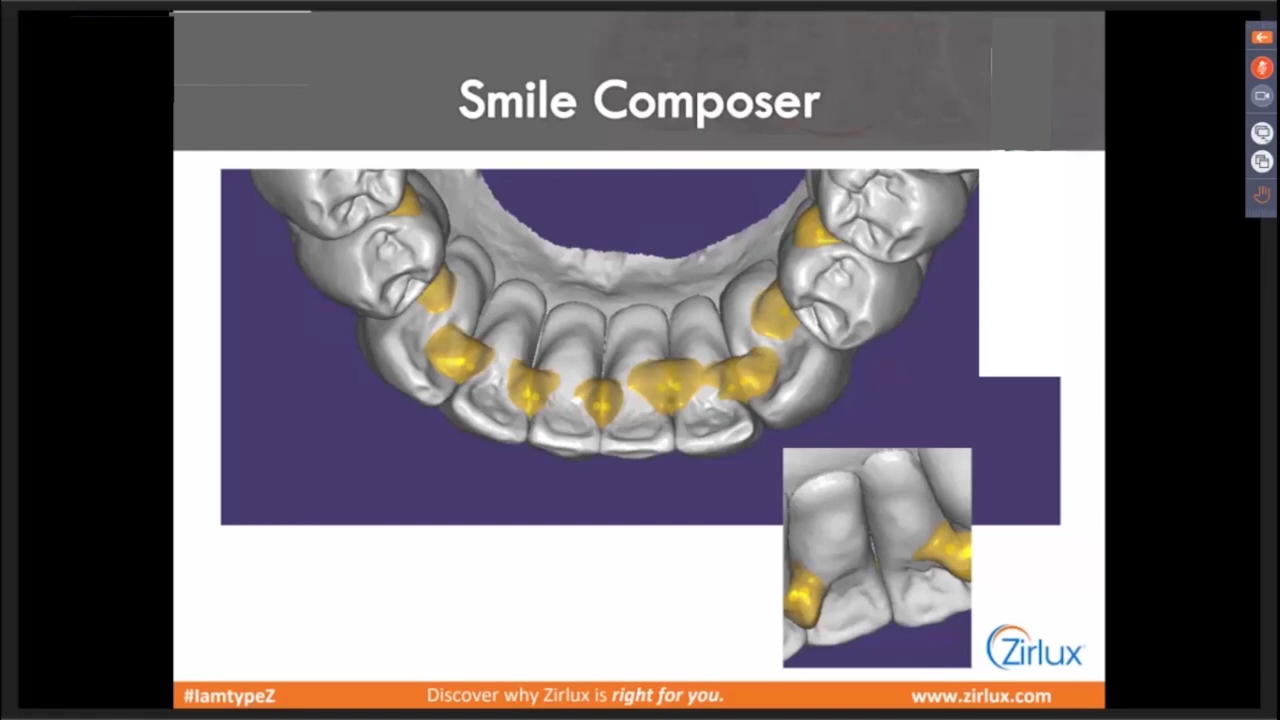 Smile Composer
Zirlux
#IamtypeZ
Discover why Zirlux is right for you.
www.zirlux.com